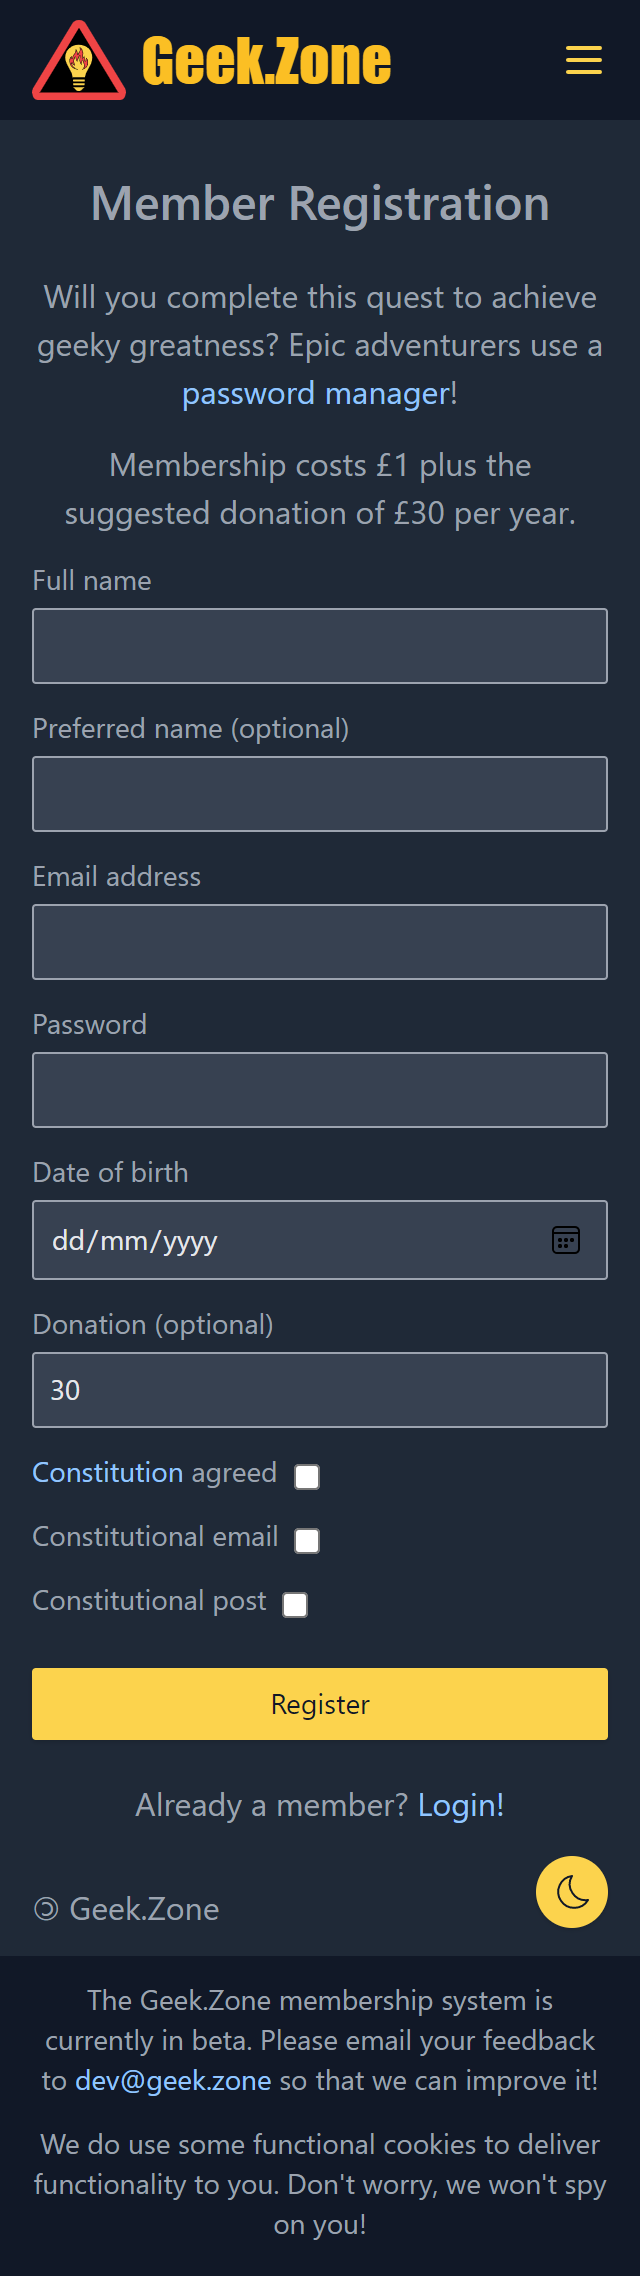 Geek.Zone
Member Registration
Will you complete this quest to achieve
geeky greatness? Epic adventurers use a
password manager!
Membership costs £1 plus the
suggested donation of £30 per year.
Full name
Preferred name (optional)
Email address
Password
Date of birth
dd/mm/yyyy
Donation (optional)
30
Constitution agreed
Constitutional email
Constitutional post
Register
Already a member? Login!
🄯 Geek.Zone
The Geek.Zone membership system is
currently in beta. Please email your feedback
to dev@geek.zone so that we can improve it!
We do use some functional cookies to deliver
functionality to you. Don't worry, we won't spy
on you!